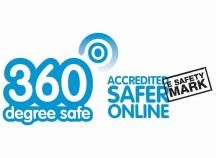 360
degree safe
ACCREDITED
SAFER
ONLINE
E SAFETY
MARK